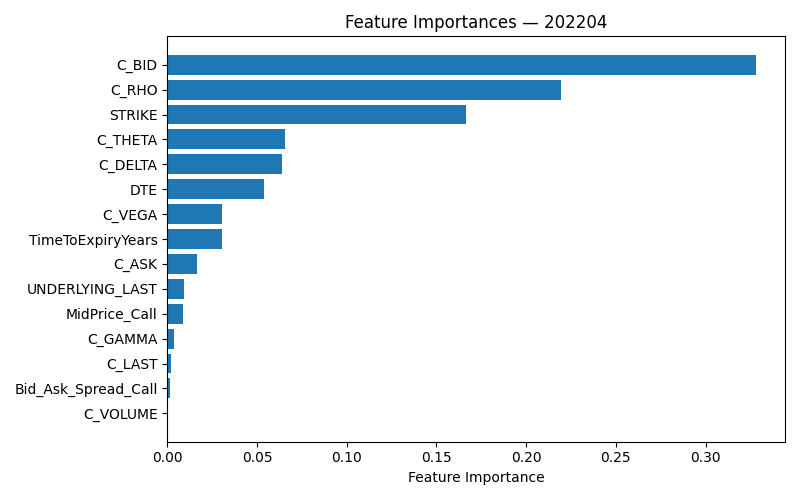 Feature Importances — 202204
C_BID
C_RHO
STRIKE
C_THETA
C_DELTA
DTE
C_VEGA
TimeToExpiryYears
C_ASK
UNDERLYING_LAST
MidPrice_Call
C_GAMMA
C_LAST
Bid_Ask_Spread_Call
C_VOLUME
0.00 0.05 0.10 0.15 0.20 0.25 0.30
Feature Importance